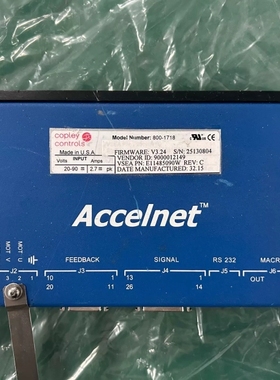 copley
controls
Model Number: 800-1718
Made in U.S.A.
INPUT
Volts Amps
20-90 2.7 pk
FIRMWARE: V3.24 S/N: 25130804
VENDOR ID: 9000012149
VSEA PN: E11485090W REV: C
DATE MANUFACTURED: 32.15
Accelnet™
MOT V
MOT U
J2
3 2 1
FEEDBACK
10 1
J3
20 11
SIGNAL
13 1
J4
26 14
RS 232
J5
MACR
J6
OUT